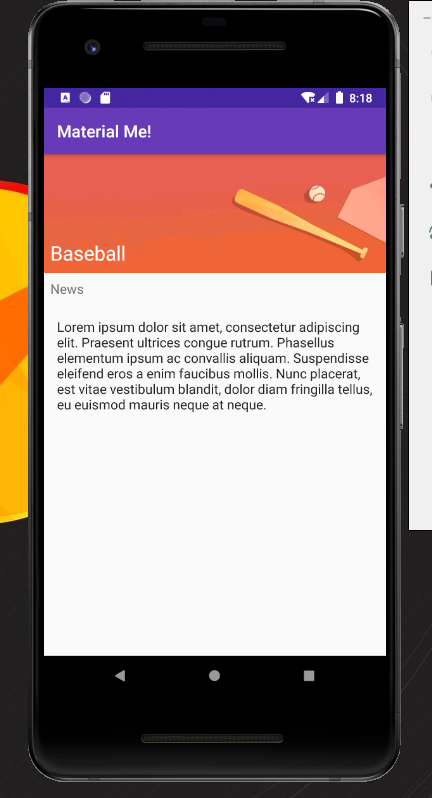 8:18
Material Me!
Baseball
News
Lorem ipsum dolor sit amet, consectetur adipiscing
elit. Praesent ultrices congue rutrum. Phasellus
elementum ipsum ac convallis aliquam. Suspendisse
eleifend eros a enim faucibus mollis. Nunc placerat,
est vitae vestibulum blandit, dolor diam fringilla tellus,
eu euismod mauris neque at neque.